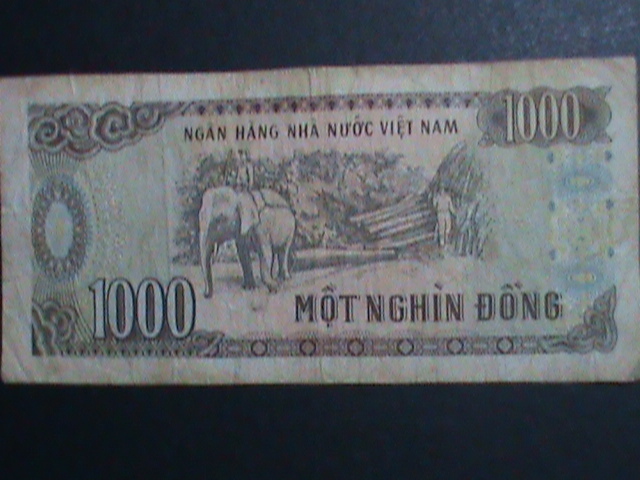 NGÂN HÀNG NHÀ NƯỚC VIỆT NAM
1000
1000
MỘT NGHÌN ĐỒNG